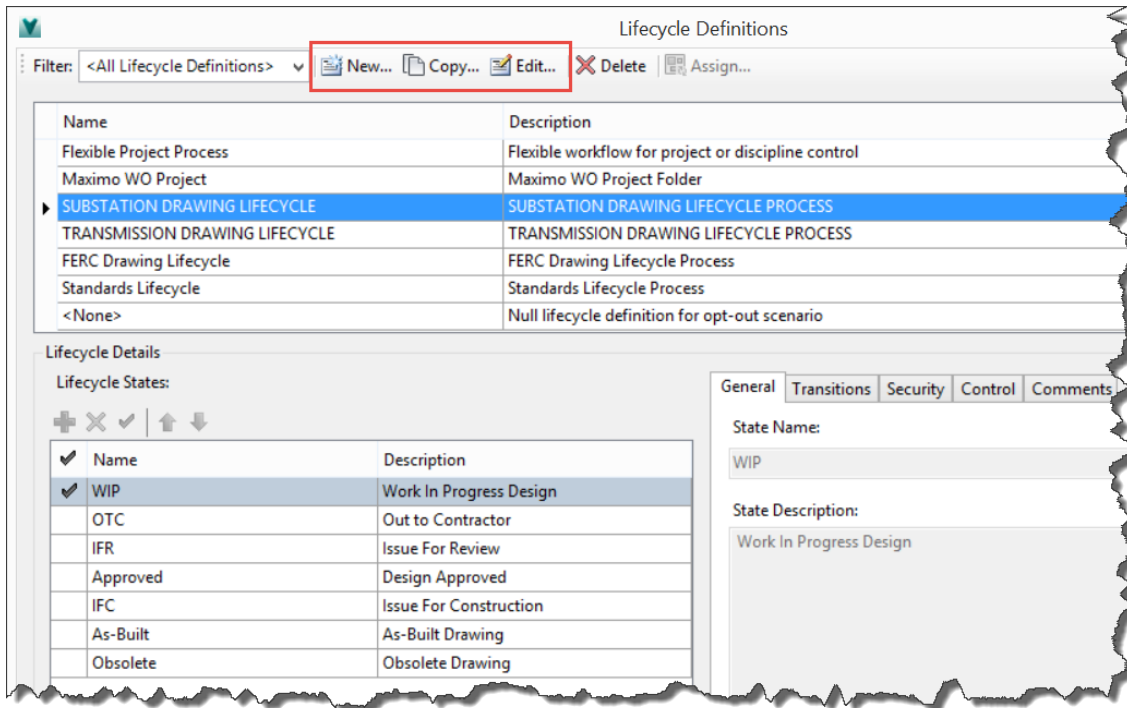 Lifecycle Definitions
Filter: <All Lifecycle Definitions> New... Copy... Edit... Delete Assign...
Name Description
Flexible Project Process Flexible workflow for project or discipline control
Maximo WO Project Maximo WO Project Folder
SUBSTATION DRAWING LIFECYCLE SUBSTATION DRAWING LIFECYCLE PROCESS
TRANSMISSION DRAWING LIFECYCLE TRANSMISSION DRAWING LIFECYCLE PROCESS
FERC Drawing Lifecycle FERC Drawing Lifecycle Process
Standards Lifecycle Standards Lifecycle Process
<None> Null lifecycle definition for opt-out scenario
Lifecycle Details
Lifecycle States:
Name Description
WIP Work In Progress Design
OTC Out to Contractor
IFR Issue For Review
Approved Design Approved
IFC Issue For Construction
As-Built As-Built Drawing
Obsolete Obsolete Drawing
General Transitions Security Control Comments
State Name:
WIP
State Description:
Work In Progress Design